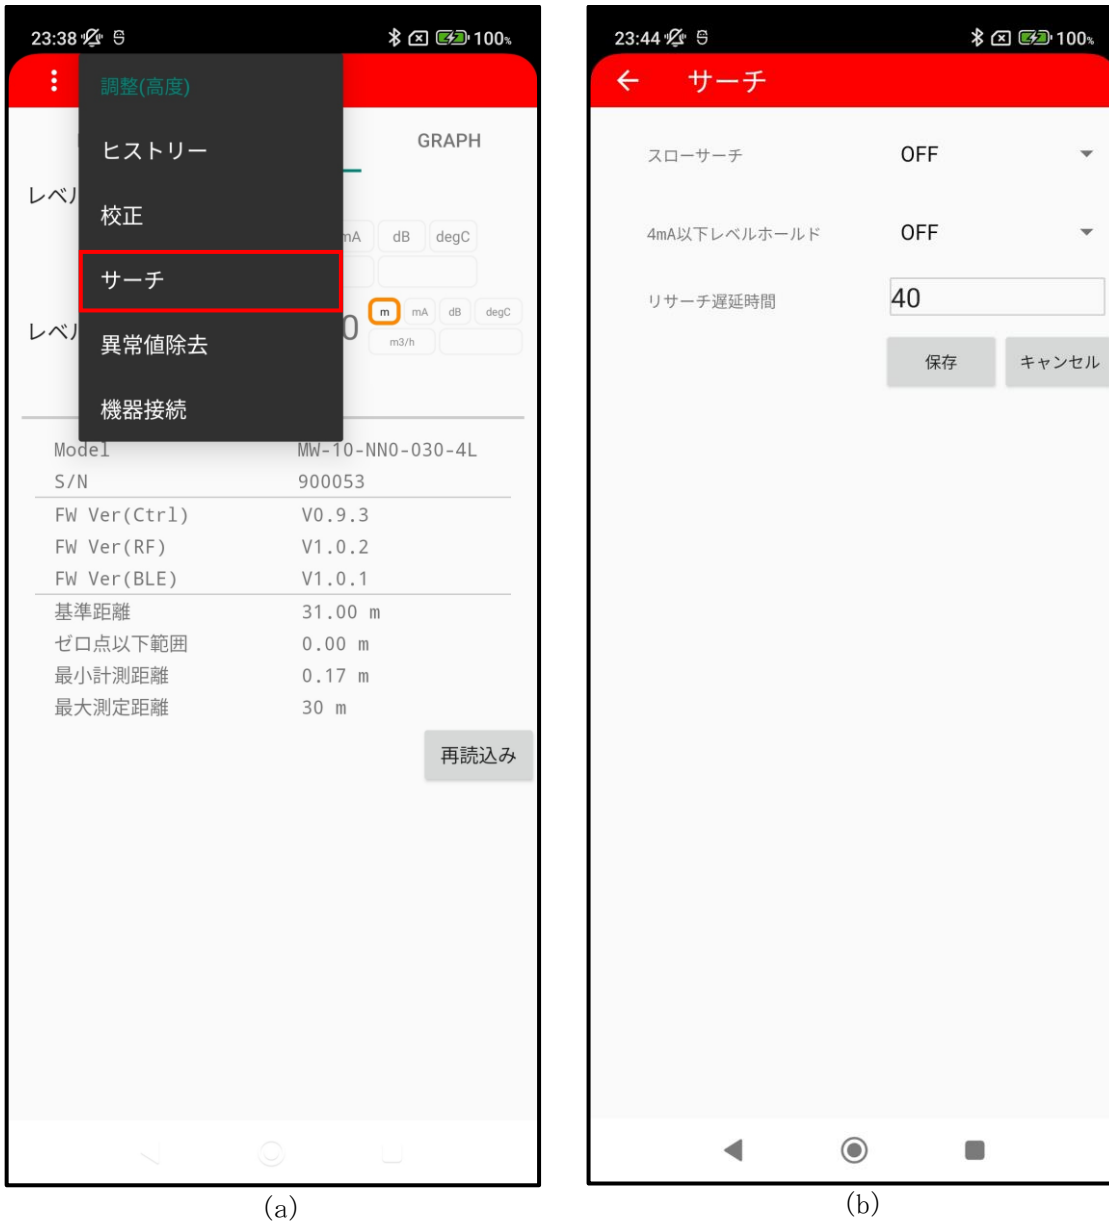 23:38
100%
調整(高度)
ヒストリー
校正
サーチ
異常値除去
機器接続
GRAPH
レベル
mA dB degC
レベル
0
m mA dB degC
m3/h
Model MW-10-NN0-030-4L
S/N 900053
FW Ver(Ctrl) V0.9.3
FW Ver(RF) V1.0.2
FW Ver(BLE) V1.0.1
基準距離 31.00 m
ゼロ点以下範囲 0.00 m
最小計測距離 0.17 m
最大測定距離 30 m
再読込み
(a)
23:44
100%
サーチ
スローサーチ OFF
4mA以下レベルホールド OFF
リサーチ遅延時間 40
保存 キャンセル
(b)